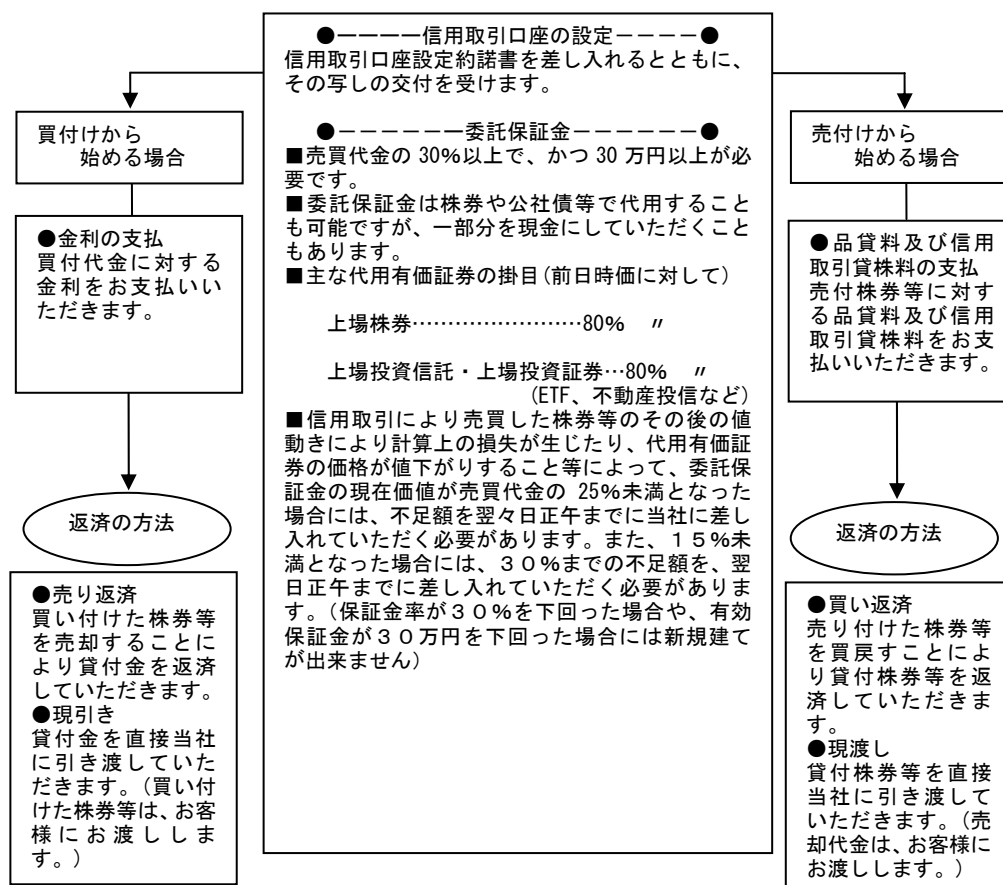 ●－－－－信用取引口座の設定－－－－●
信用取引口座設定約諾書を差し入れるとともに、
その写しの交付を受けます。
●－－－－－－委託保証金－－－－－－●
■売買代金の 30%以上で、かつ 30 万円以上が必
要です。
■委託保証金は株券や公社債等で代用すること
も可能ですが、一部分を現金にしていただくこと
もあります。
■主な代用有価証券の掛目(前日時価に対して)
上場株券……………………80%　〃
上場投資信託・上場投資証券…80%　〃
(ETF、不動産投信など)
■信用取引により売買した株券等のその後の値
動きにより計算上の損失が生じたり、代用有価証
券の価格が値下がりすること等によって、委託保
証金の現在価値が売買代金の 25%未満となった
場合には、不足額を翌々日正午までに当社に差し
入れていただく必要があります。また、１５％未
満となった場合には、３０％までの不足額を、翌
日正午までに差し入れていただく必要がありま
す。(保証金率が３０％を下回った場合や、有効
保証金が３０万円を下回った場合には新規建て
が出来ません)
買付けから
始める場合
●金利の支払
買付代金に対する
金利をお支払いい
ただきます。
返済の方法
●売り返済
買い付けた株券等
を売却することに
より貸付金を返済
していただきます。
●現引き
貸付金を直接当社
に引き渡していた
だきます。(買い付
けた株券等は、お客
様にお渡ししま
す。)
売付けから
始める場合
●品貸料及び信用
取引貸株料の支払
売付株券等に対す
る品貸料及び信用
取引貸株料をお支
払いいただきます。
返済の方法
●買い返済
売り付けた株券等
を買戻すことによ
り貸付株券等を返
済していただきま
す。
●現渡し
貸付株券等を直接
当社に引き渡して
いただきます。(売
却代金は、お客様に
お渡しします。)